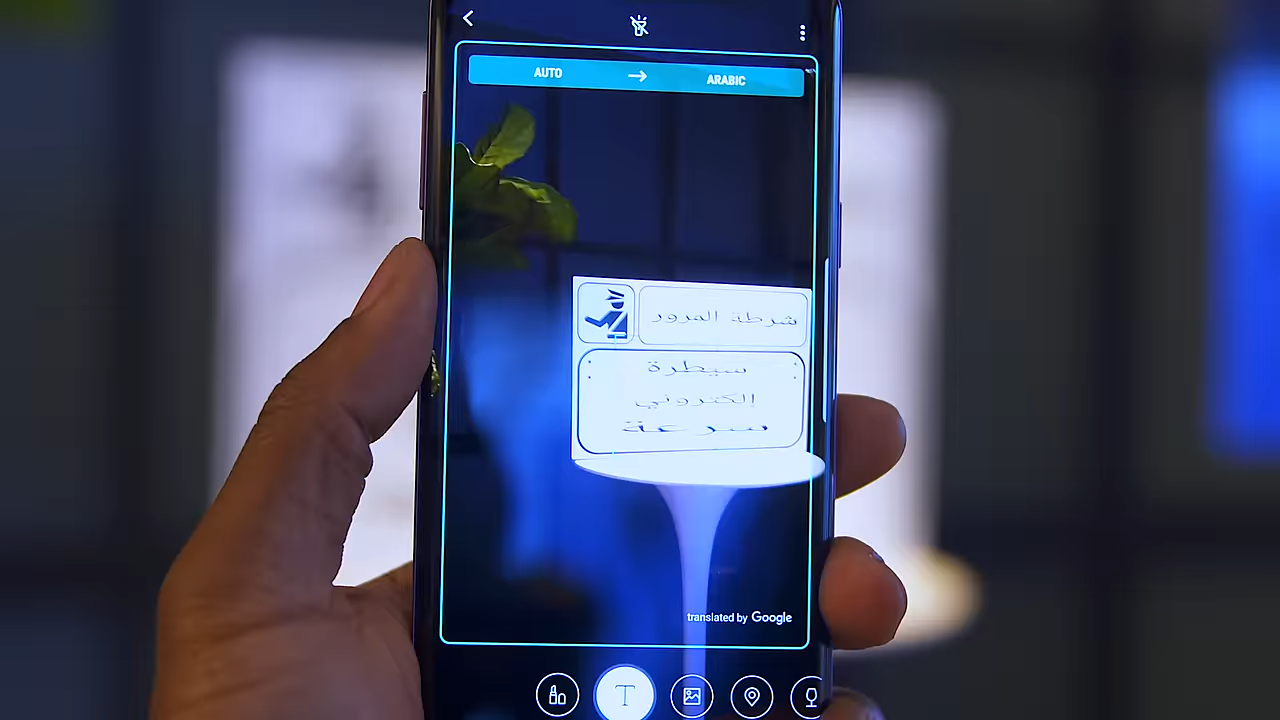 AUTO → ARABIC
شرطة المرور
سيطرة
إلكتروني
سرعة
translated by Google
T